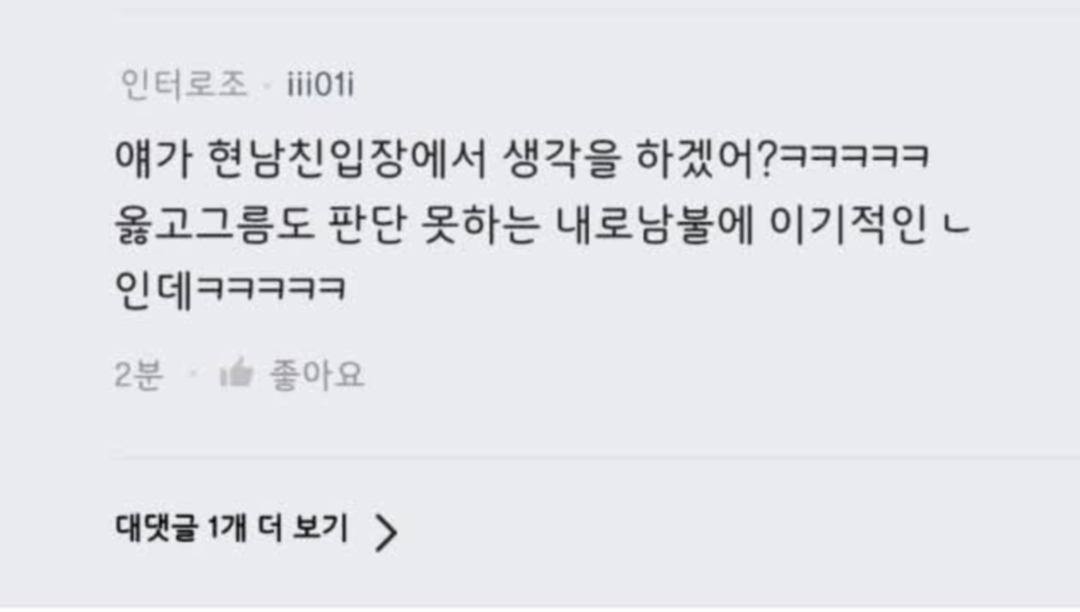 인터로조 · iii01i
얘가 현남친입장에서 생각을 하겠어?ㅋㅋㅋㅋㅋ
옳고그름도 판단 못하는 내로남불에 이기적인 ㄴ
인데ㅋㅋㅋㅋㅋ
2분 · 좋아요
대댓글 1개 더 보기